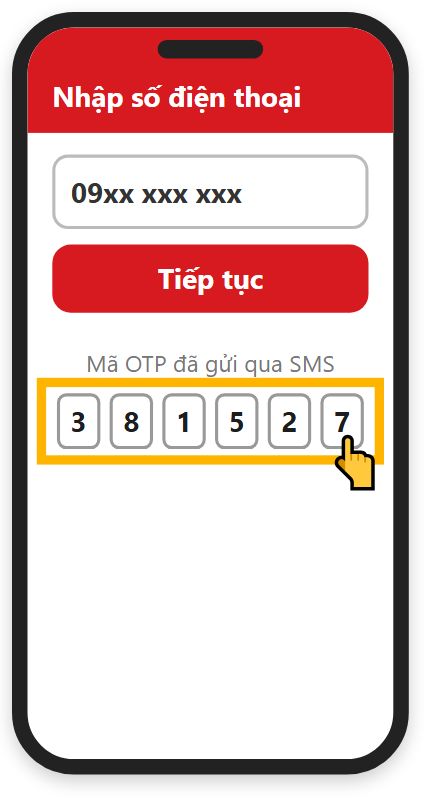 Nhập số điện thoại
09xx xxx xxx
Tiếp tục
Mã OTP đã gửi qua SMS
3 8 1 5 2 7